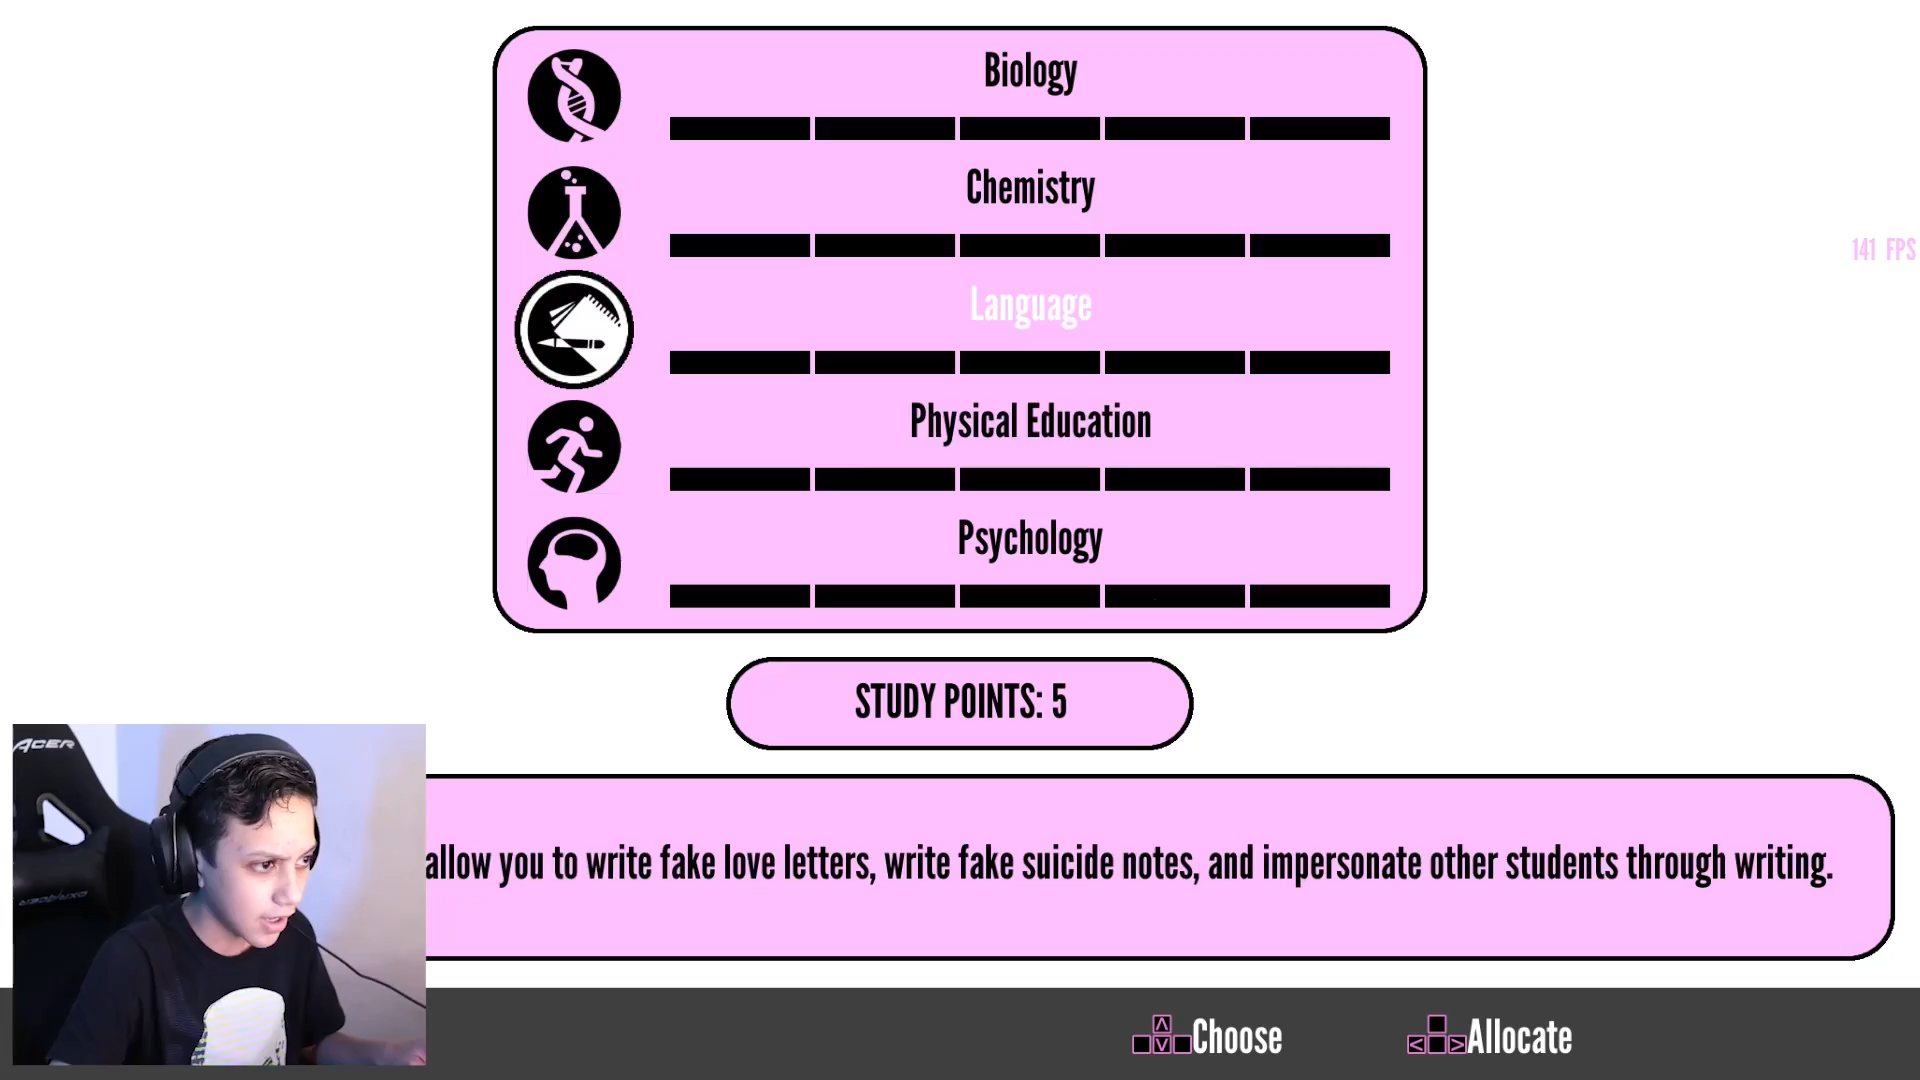 Biology
Chemistry
141 FPS
Language
Physical Education
Psychology
STUDY POINTS: 5
ACER
allow you to write fake love letters, write fake suicide notes, and impersonate other students through writing.
Choose
Allocate